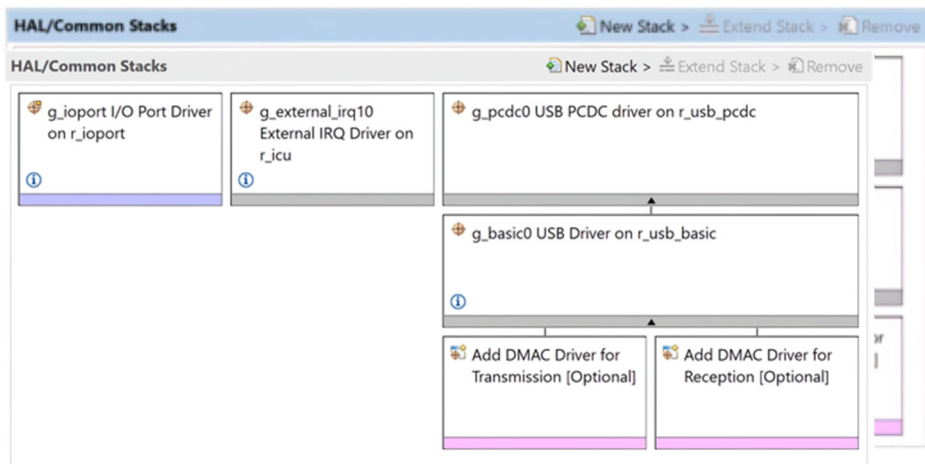 HAL/Common Stacks
New Stack > Extend Stack > Remove
HAL/Common Stacks
New Stack > Extend Stack > Remove
g_ioport I/O Port Driver
on r_ioport
g_external_irq10
External IRQ Driver on
r_icu
g_pcdc0 USB PCDC driver on r_usb_pcdc
g_basic0 USB Driver on r_usb_basic
Add DMAC Driver for
Transmission [Optional]
Add DMAC Driver for
Reception [Optional]